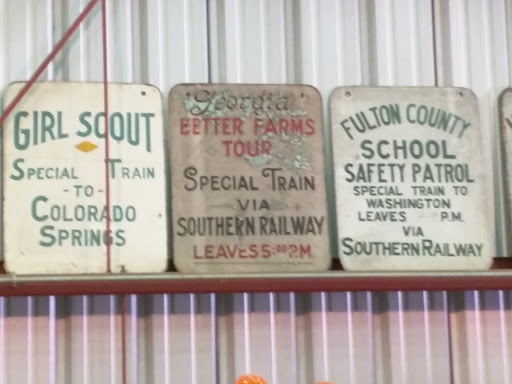 GIRL SCOUT
SPECIAL TRAIN
-TO-
COLORADO
SPRINGS
Georgia
BETTER FARMS
TOUR
SPECIAL TRAIN
VIA
SOUTHERN RAILWAY
LEAVES 5:00 P.M.
FULTON COUNTY
SCHOOL
SAFETY PATROL
SPECIAL TRAIN TO
WASHINGTON
LEAVES P.M.
VIA
SOUTHERN RAILWAY